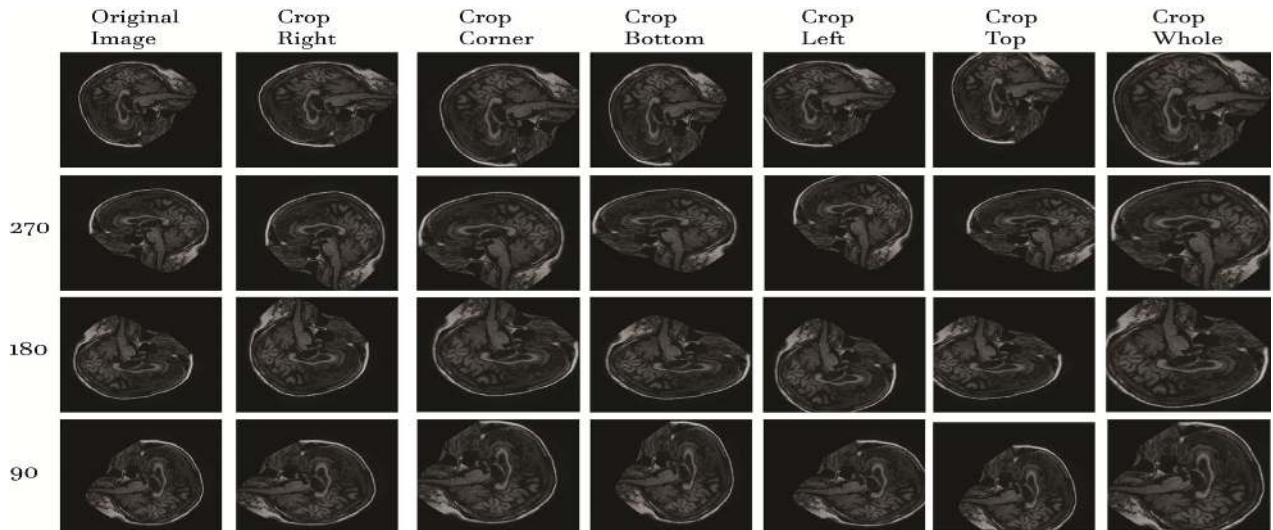 Original Image
Crop Right
Crop Corner
Crop Bottom
Crop Left
Crop Top
Crop Whole
270
180
90